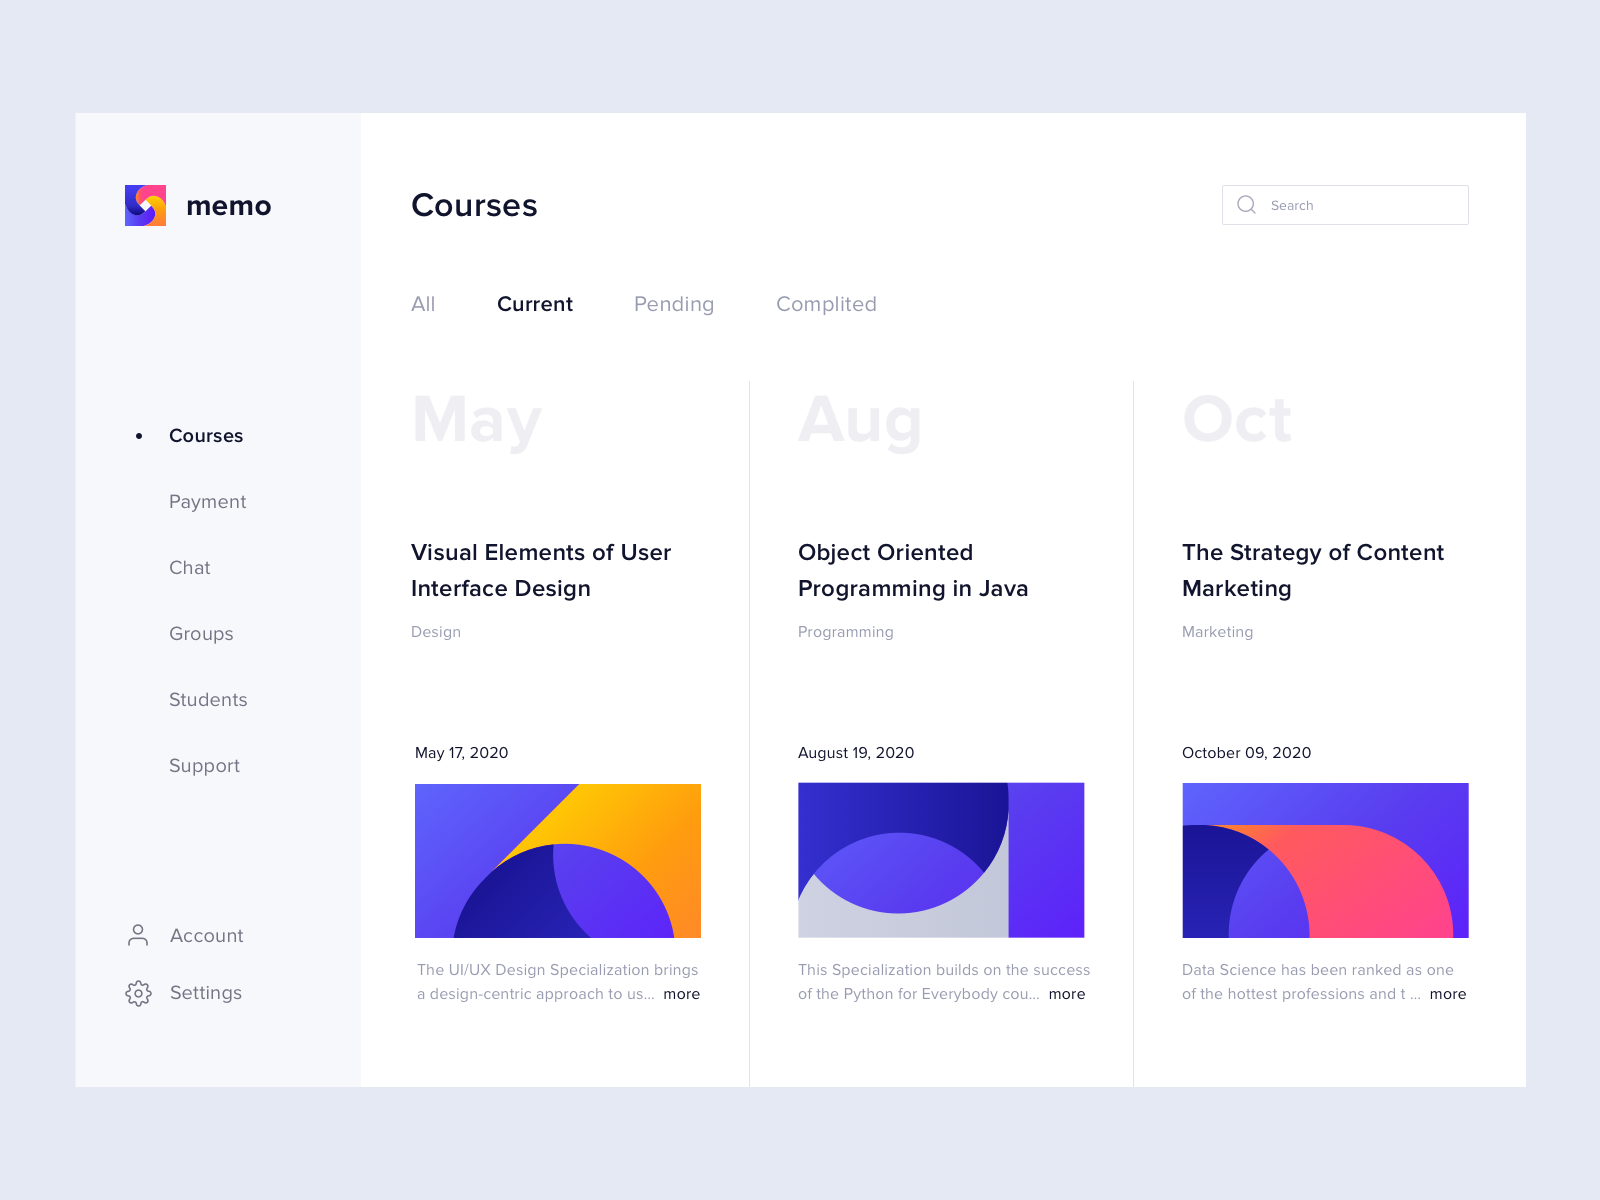 memo
Courses
Payment
Chat
Groups
Students
Support
Account
Settings
Courses
Search
All
Current
Pending
Complited
May
Visual Elements of User
Interface Design
Design
May 17, 2020
The UI/UX Design Specialization brings
a design-centric approach to us... more
Aug
Object Oriented
Programming in Java
Programming
August 19, 2020
This Specialization builds on the success
of the Python for Everybody cou... more
Oct
The Strategy of Content
Marketing
Marketing
October 09, 2020
Data Science has been ranked as one
of the hottest professions and t ... more